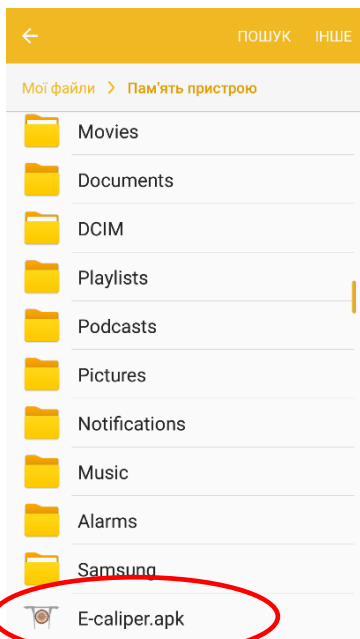 ПОШУК ІНШЕ
Мої файли > Пам'ять пристрою
Movies
Documents
DCIM
Playlists
Podcasts
Pictures
Notifications
Music
Alarms
Samsung
E-caliper.apk